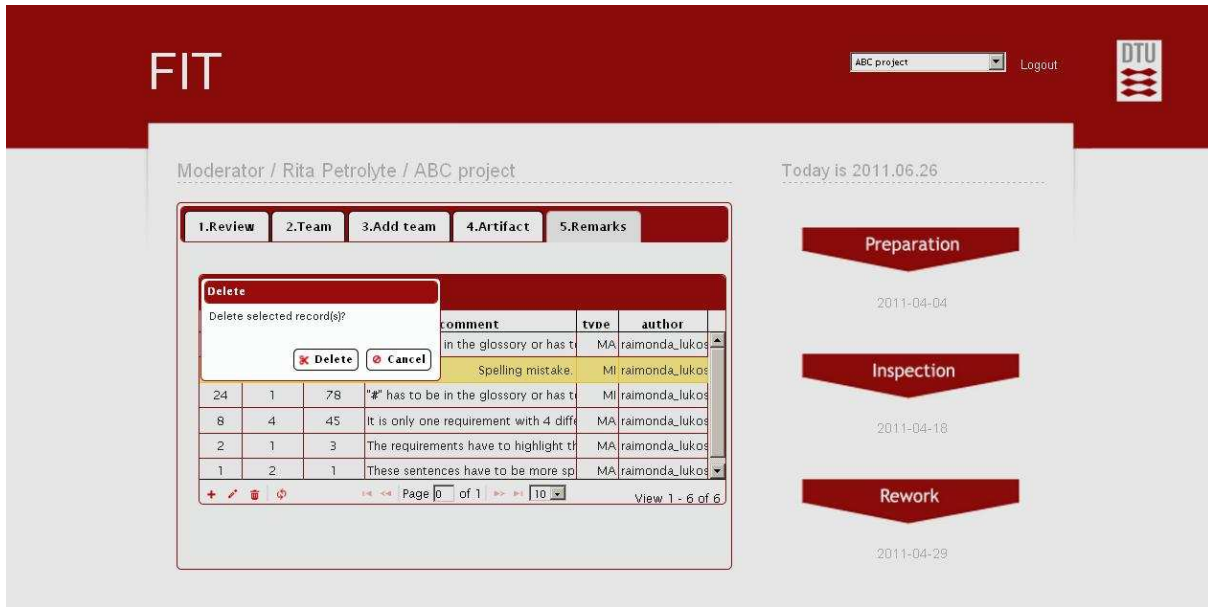 FIT
ABC project
Logout
DTU
Moderator / Rita Petrolyte / ABC project
Today is 2011.06.26
1.Review 2.Team 3.Add team 4.Artifact 5.Remarks
Delete
Delete selected record(s)?
Delete Cancel
comment type author
in the glossory or has t MA raimonda_lukos
Spelling mistake. MI raimonda_lukos
24 1 78 "#" has to be in the glossory or has t MI raimonda_lukos
8 4 45 It is only one requirement with 4 diffe MA raimonda_lukos
2 1 3 The requirements have to highlight th MA raimonda_lukos
1 2 1 These sentences have to be more sp MA raimonda_lukos
Page 0 of 1 10 View 1 - 6 of 6
Preparation
2011-04-04
Inspection
2011-04-18
Rework
2011-04-29